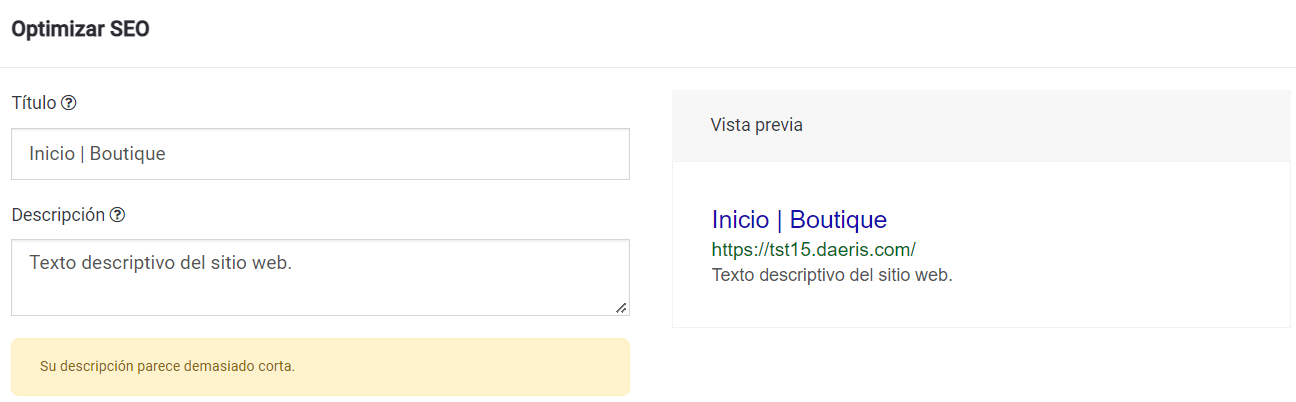 Optimizar SEO
Título
Inicio | Boutique
Descripción
Texto descriptivo del sitio web.
Su descripción parece demasiado corta.
Vista previa
Inicio | Boutique
https://tst15.daeris.com/
Texto descriptivo del sitio web.